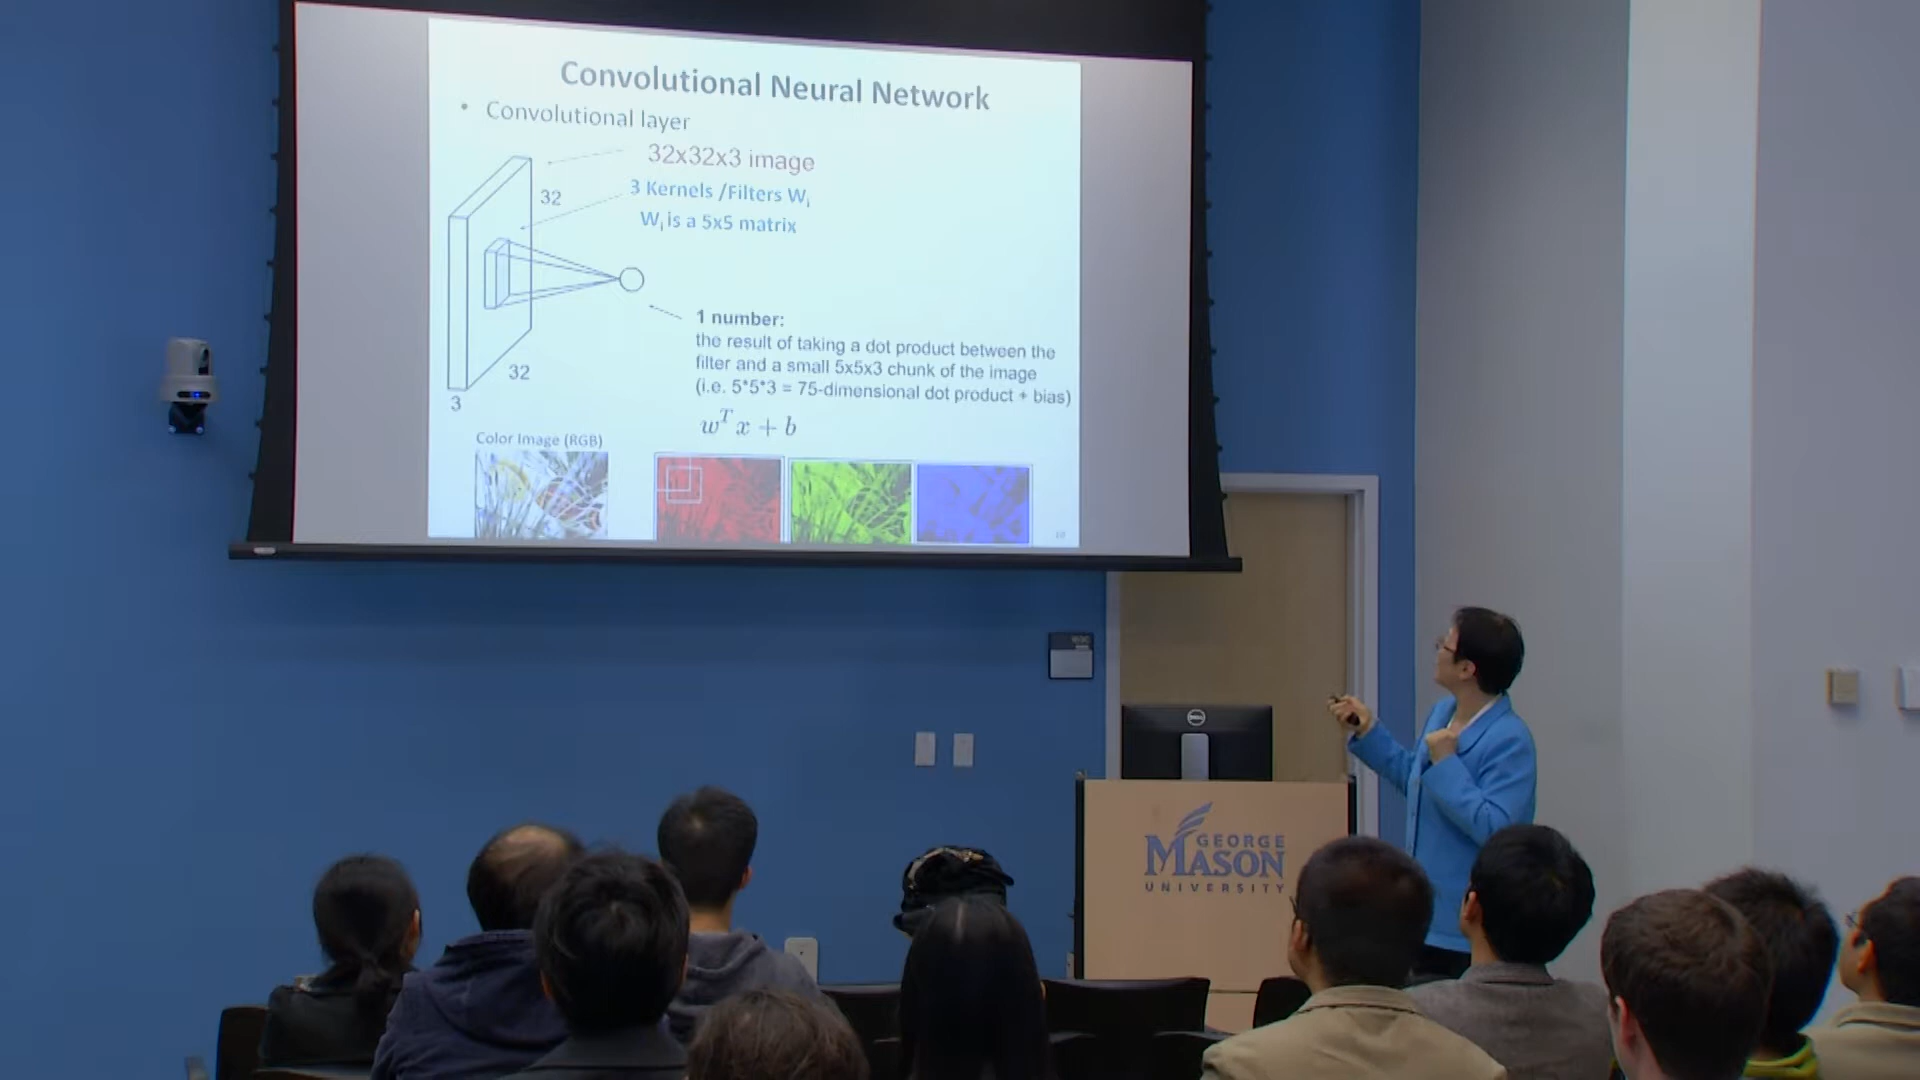 Convolutional Neural Network
• Convolutional layer
32x32x3 image
32
3 Kernels /Filters Wi
Wi is a 5x5 matrix
1 number:
the result of taking a dot product between the
filter and a small 5x5x3 chunk of the image
(i.e. 5*5*3 = 75-dimensional dot product + bias)
32
3
w^T x + b
Color Image (RGB)
DELL
GEORGE
MASON
UNIVERSITY